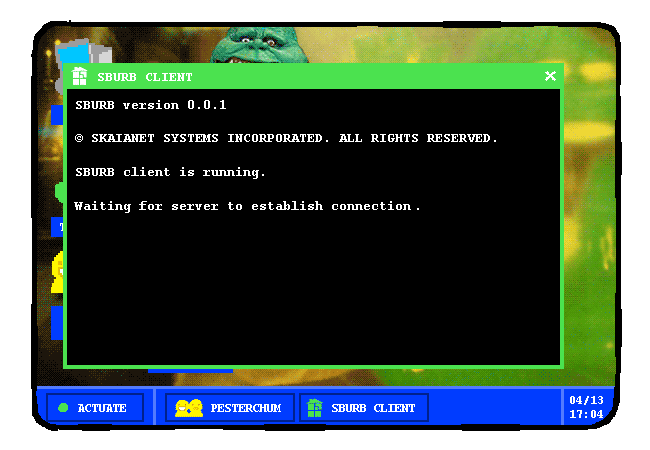 SBURB CLIENT
SBURB version 0.0.1
© SKAIANET SYSTEMS INCORPORATED. ALL RIGHTS RESERVED.
SBURB client is running.
Waiting for server to establish connection.
ACTUATE
PESTERCHUM
SBURB CLIENT
04/13
17:04